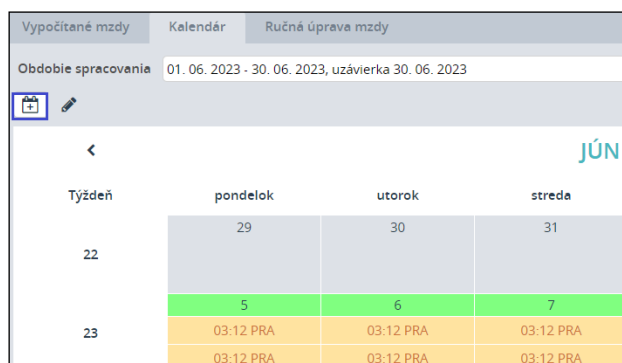 Vypočítané mzdy Kalendár Ručná úprava mzdy
Obdobie spracovania 01. 06. 2023 - 30. 06. 2023, uzávierka 30. 06. 2023
JÚN
Týždeň pondelok utorok streda
29 30 31
22
5 6 7
23 03:12 PRA 03:12 PRA 03:12 PRA
03:12 PRA 03:12 PRA 03:12 PRA